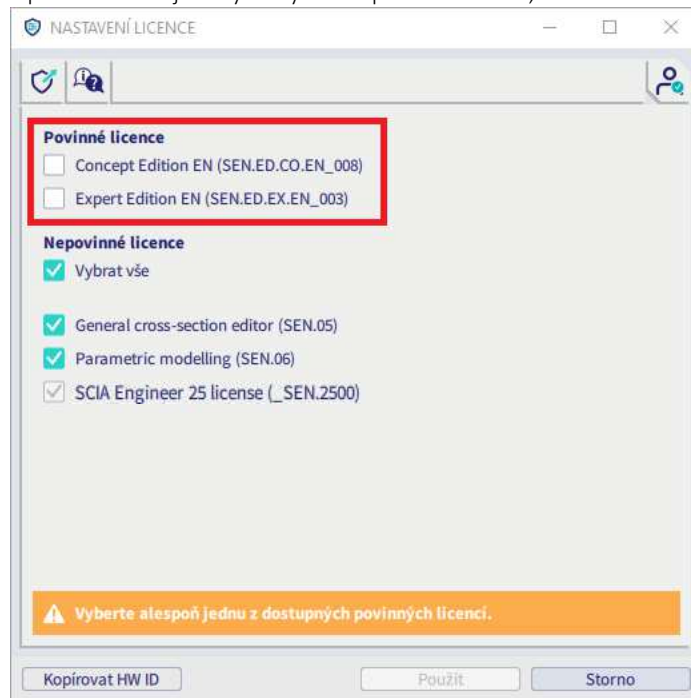 NASTAVENÍ LICENCE
Povinné licence
Concept Edition EN (SEN.ED.CO.EN_008)
Expert Edition EN (SEN.ED.EX.EN_003)
Nepovinné licence
Vybrat vše
General cross-section editor (SEN.05)
Parametric modelling (SEN.06)
SCIA Engineer 25 license (_SEN.2500)
Vyberte alespoň jednu z dostupných povinných licencí.
Kopírovat HW ID Použít Storno